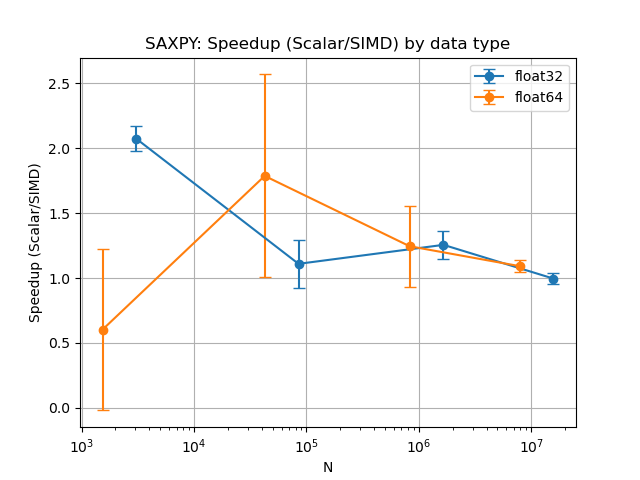 SAXPY: Speedup (Scalar/SIMD) by data type
float32
float64
Speedup (Scalar/SIMD)
2.5
2.0
1.5
1.0
0.5
0.0
10³ 10⁴ 10⁵ 10⁶ 10⁷
N